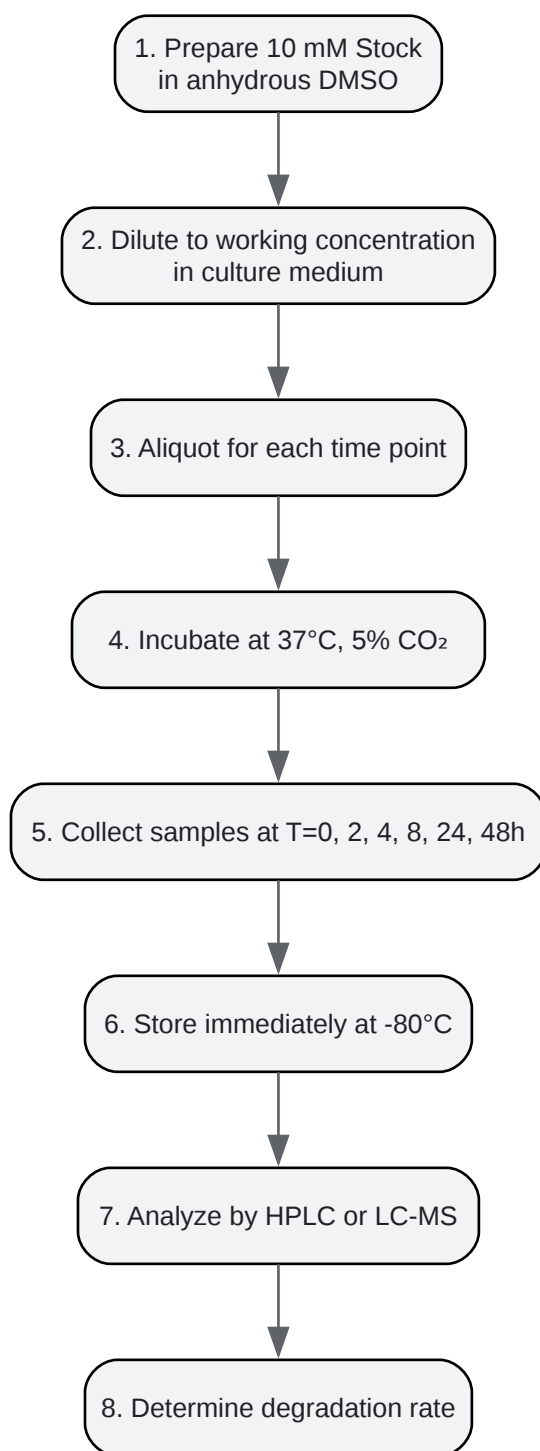 1. Prepare 10 mM Stock
in anhydrous DMSO
2. Dilute to working concentration
in culture medium
3. Aliquot for each time point
4. Incubate at 37°C, 5% CO₂
5. Collect samples at T=0, 2, 4, 8, 24, 48h
6. Store immediately at -80°C
7. Analyze by HPLC or LC-MS
8. Determine degradation rate